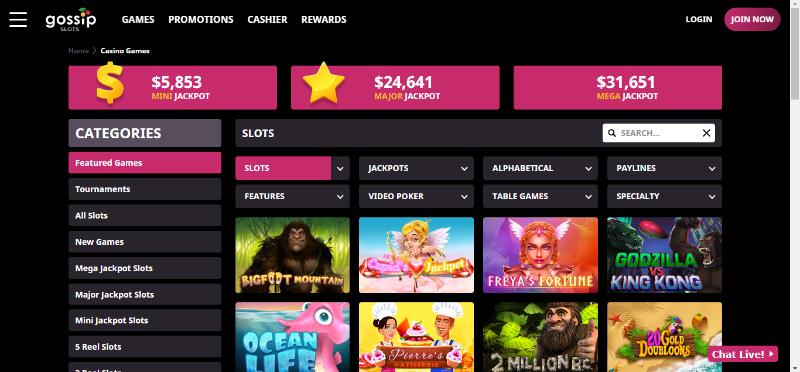 gossip
SLOTS
GAMES PROMOTIONS CASHIER REWARDS
LOGIN JOIN NOW
Home > Casino Games
$5,853
MINI JACKPOT
$24,641
MAJOR JACKPOT
$31,651
MEGA JACKPOT
CATEGORIES
Featured Games
Tournaments
All Slots
New Games
Mega Jackpot Slots
Major Jackpot Slots
Mini Jackpot Slots
5 Reel Slots
3 Reel Slots
SLOTS
SEARCH...
SLOTS JACKPOTS ALPHABETICAL PAYLINES
FEATURES VIDEO POKER TABLE GAMES SPECIALTY
BIGFOOT MOUNTAIN
Cupid's Jackpot
FREYA'S FORTUNE
GODZILLA
VS
KING KONG
OCEAN
LIFE
Pierre's
PATISSERIE
2 MILLION B.C.
20 GOLD
DOUBLOONS
Chat Live!